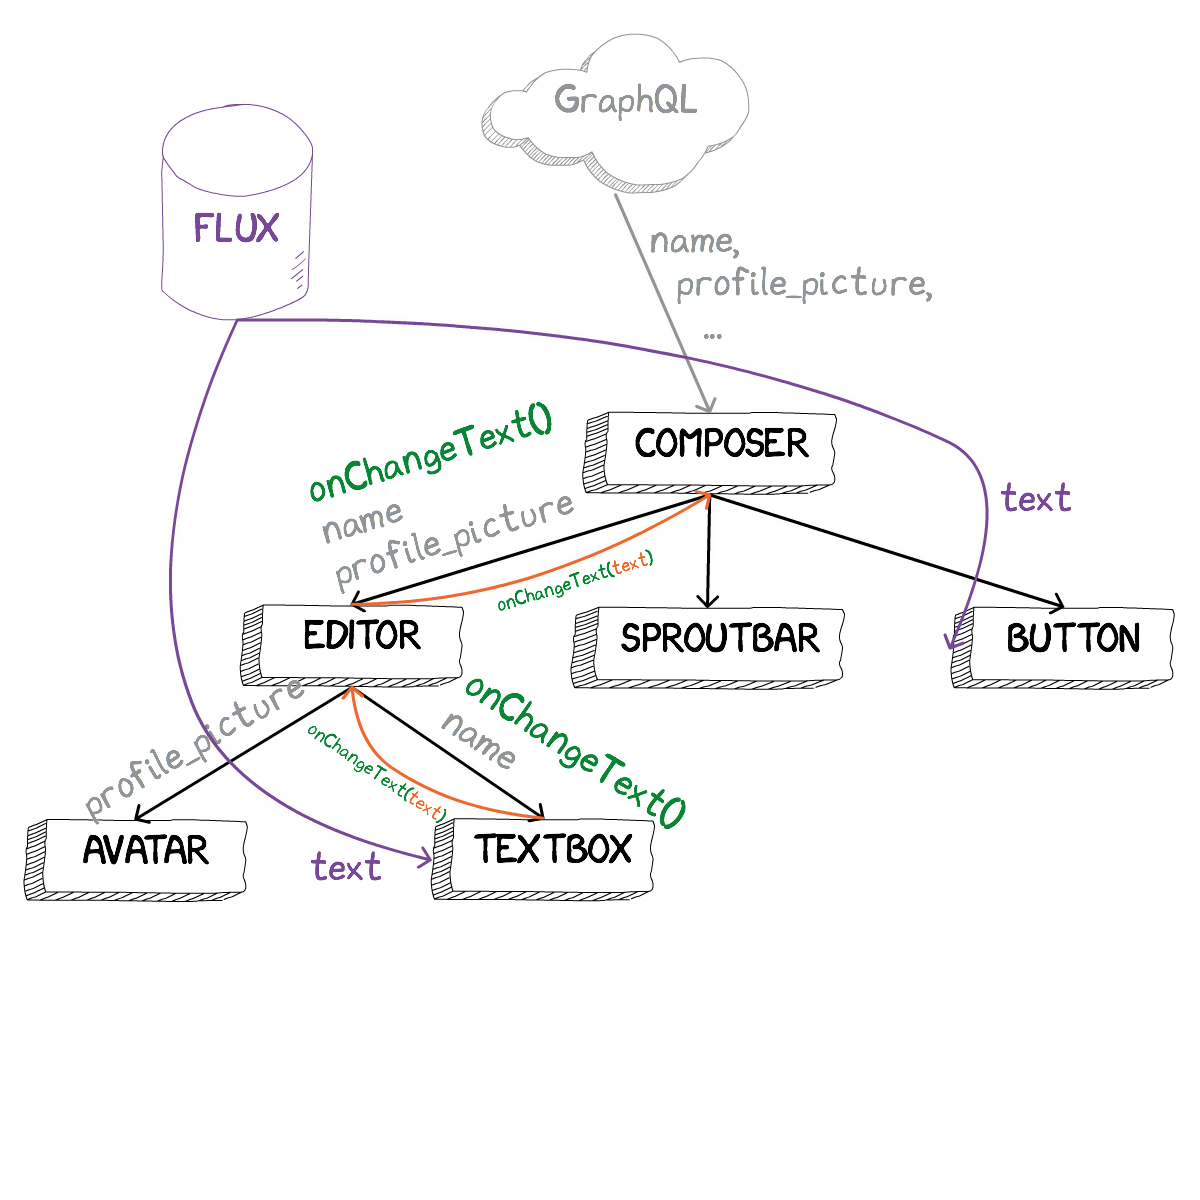 GraphQL
FLUX
name,
profile_picture,
...
onChangeText()
COMPOSER
name
profile_picture
text
onChangeText(text)
EDITOR
SPROUTBAR
BUTTON
profile_picture
onChangeText(text)
name
onChangeText()
AVATAR
text
TEXTBOX